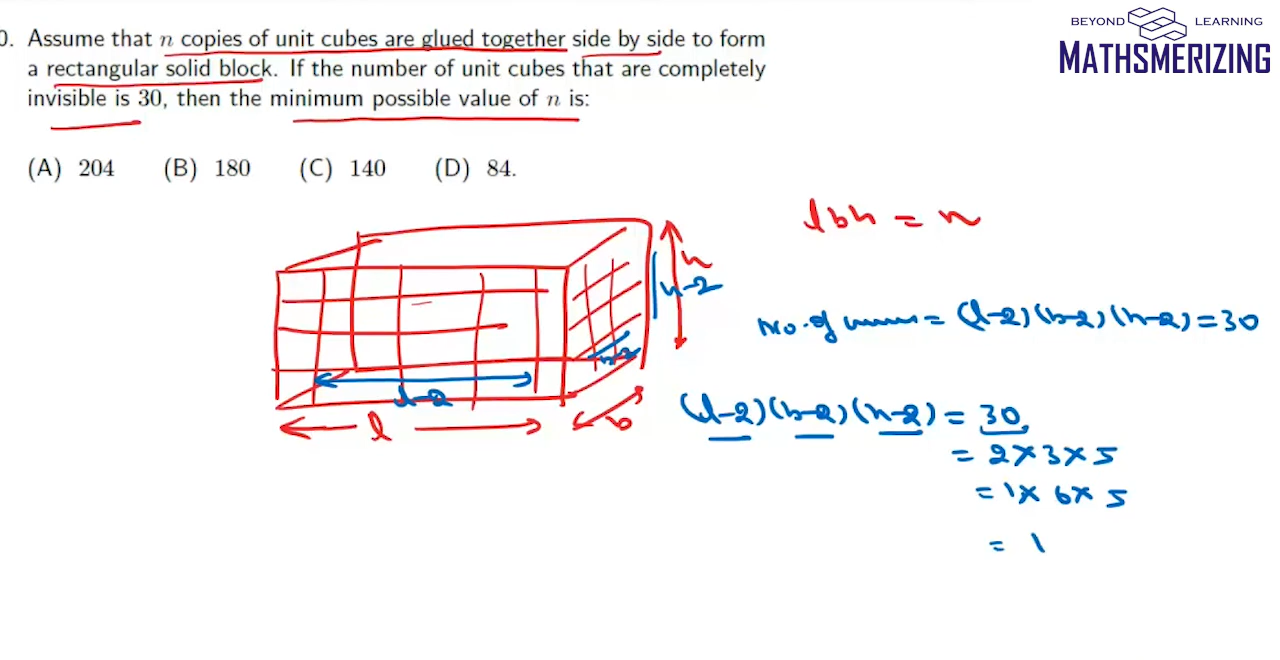 BEYOND LEARNING
MATHSMERIZING
0. Assume that n copies of unit cubes are glued together side by side to form
a rectangular solid block. If the number of unit cubes that are completely
invisible is 30, then the minimum possible value of n is:
(A) 204 (B) 180 (C) 140 (D) 84.
lbh = n
h
h-2
No. of = (l-2)(b-2)(h-2) = 30
l-2
l
b
(l-2)(b-2)(h-2) = 30
= 2×3×5
= 1×6×5
= 1